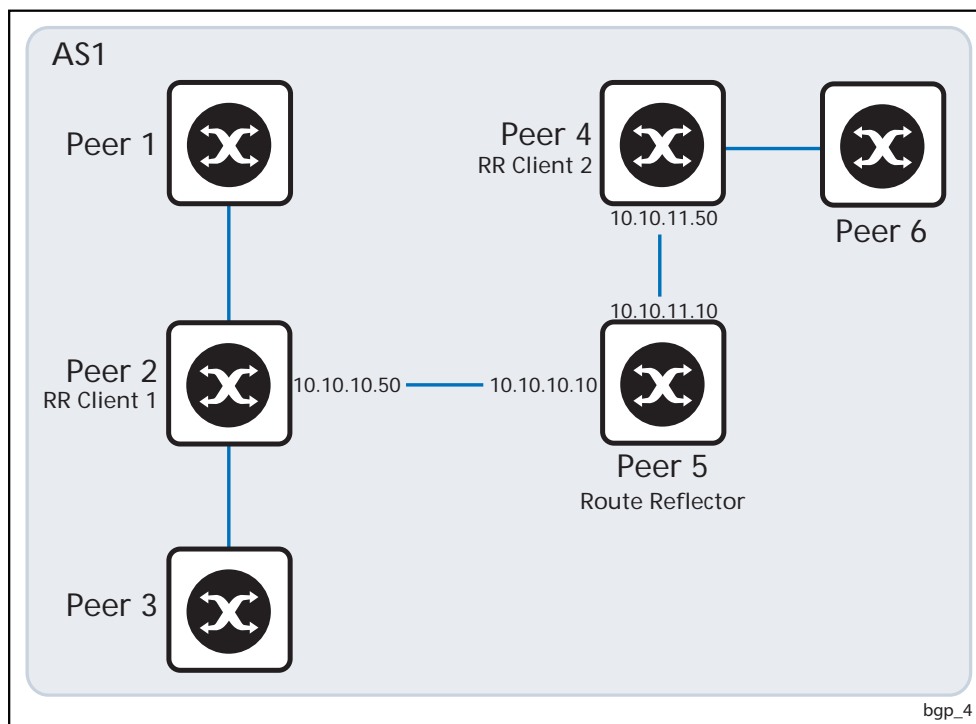 AS1
Peer 1
Peer 4
RR Client 2
10.10.11.50
Peer 6
10.10.11.10
Peer 2
RR Client 1
10.10.10.50
10.10.10.10
Peer 5
Route Reflector
Peer 3
bgp_4